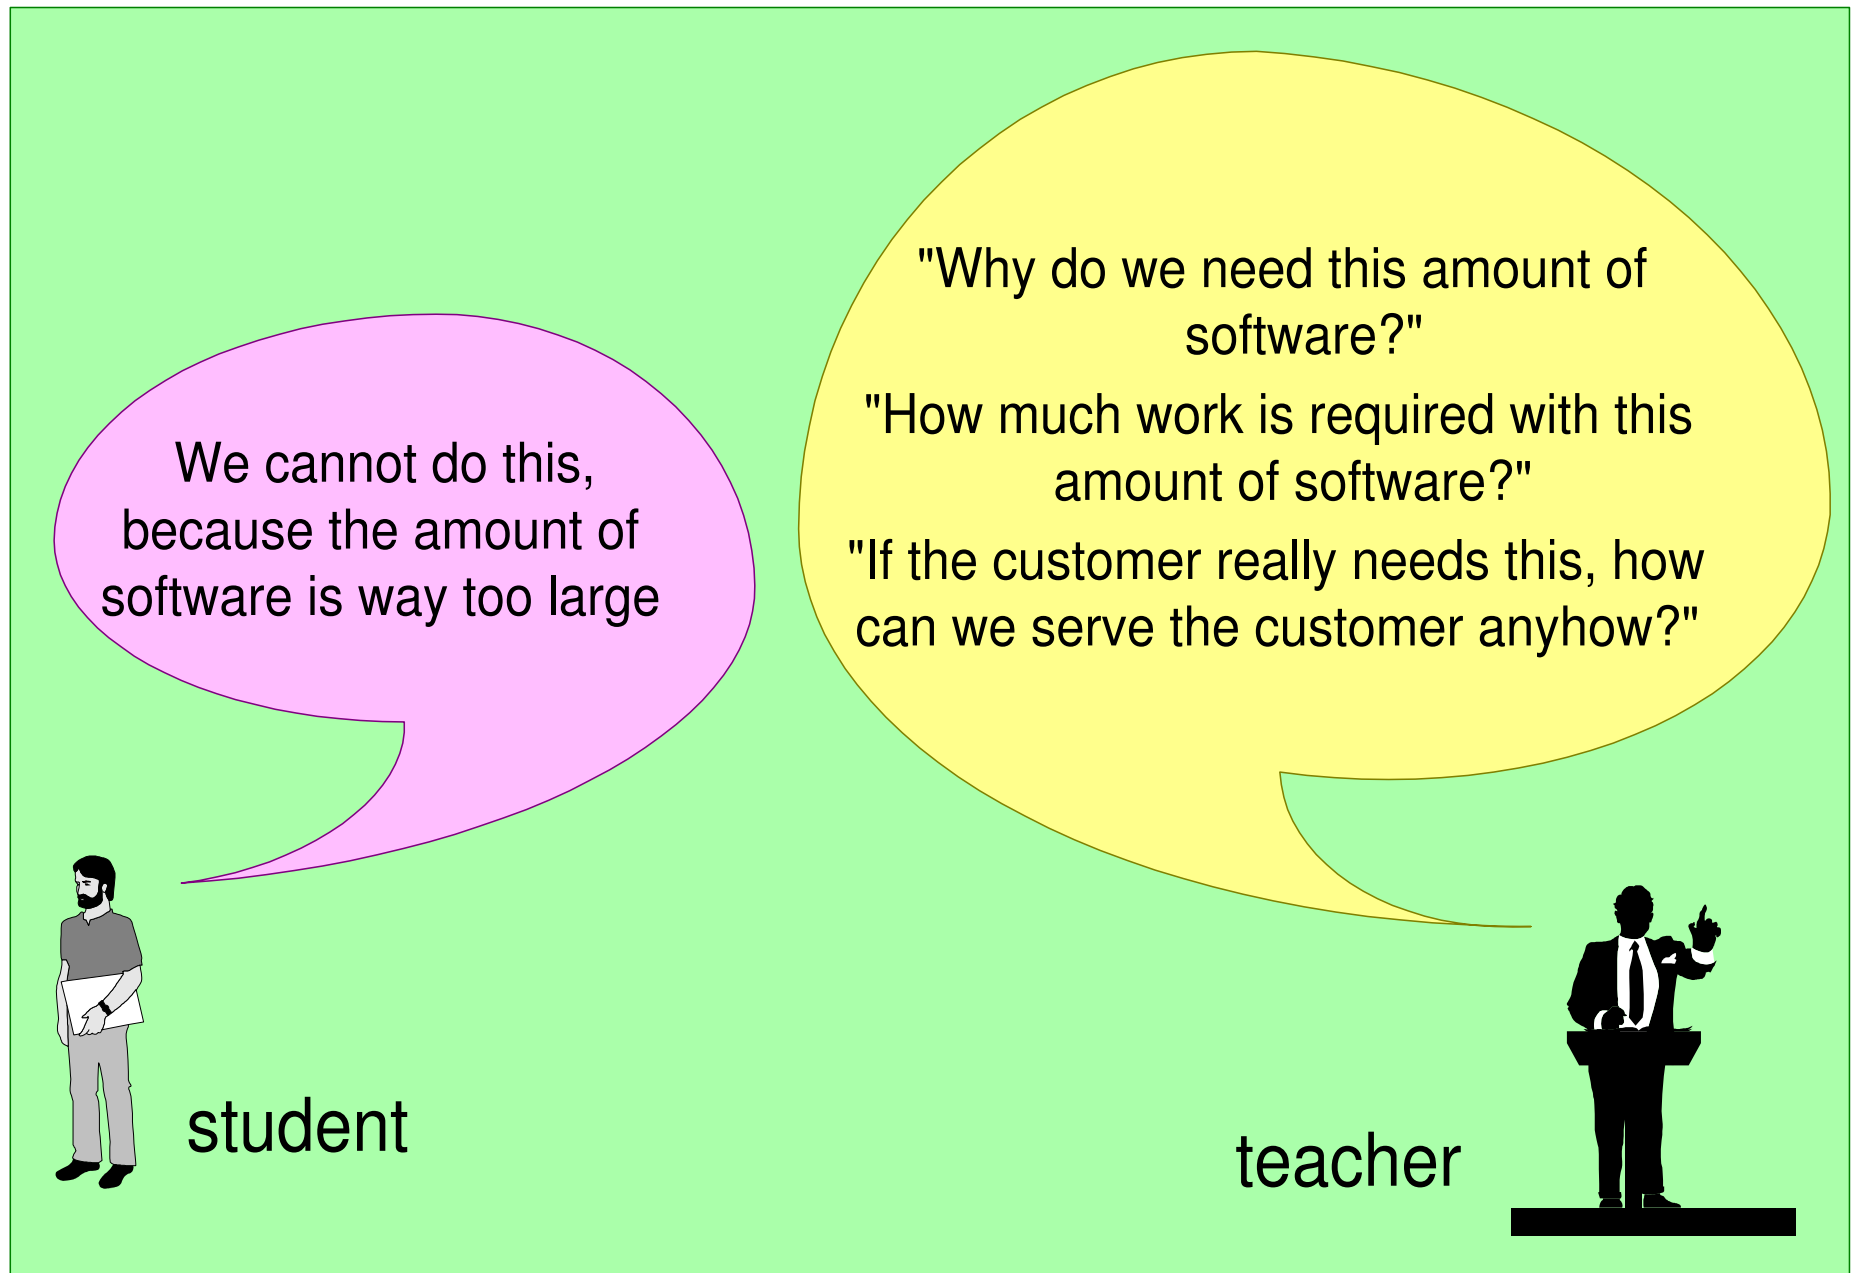 We cannot do this,
because the amount of
software is way too large
"Why do we need this amount of
software?"
"How much work is required with this
amount of software?"
"If the customer really needs this, how
can we serve the customer anyhow?"
student
teacher